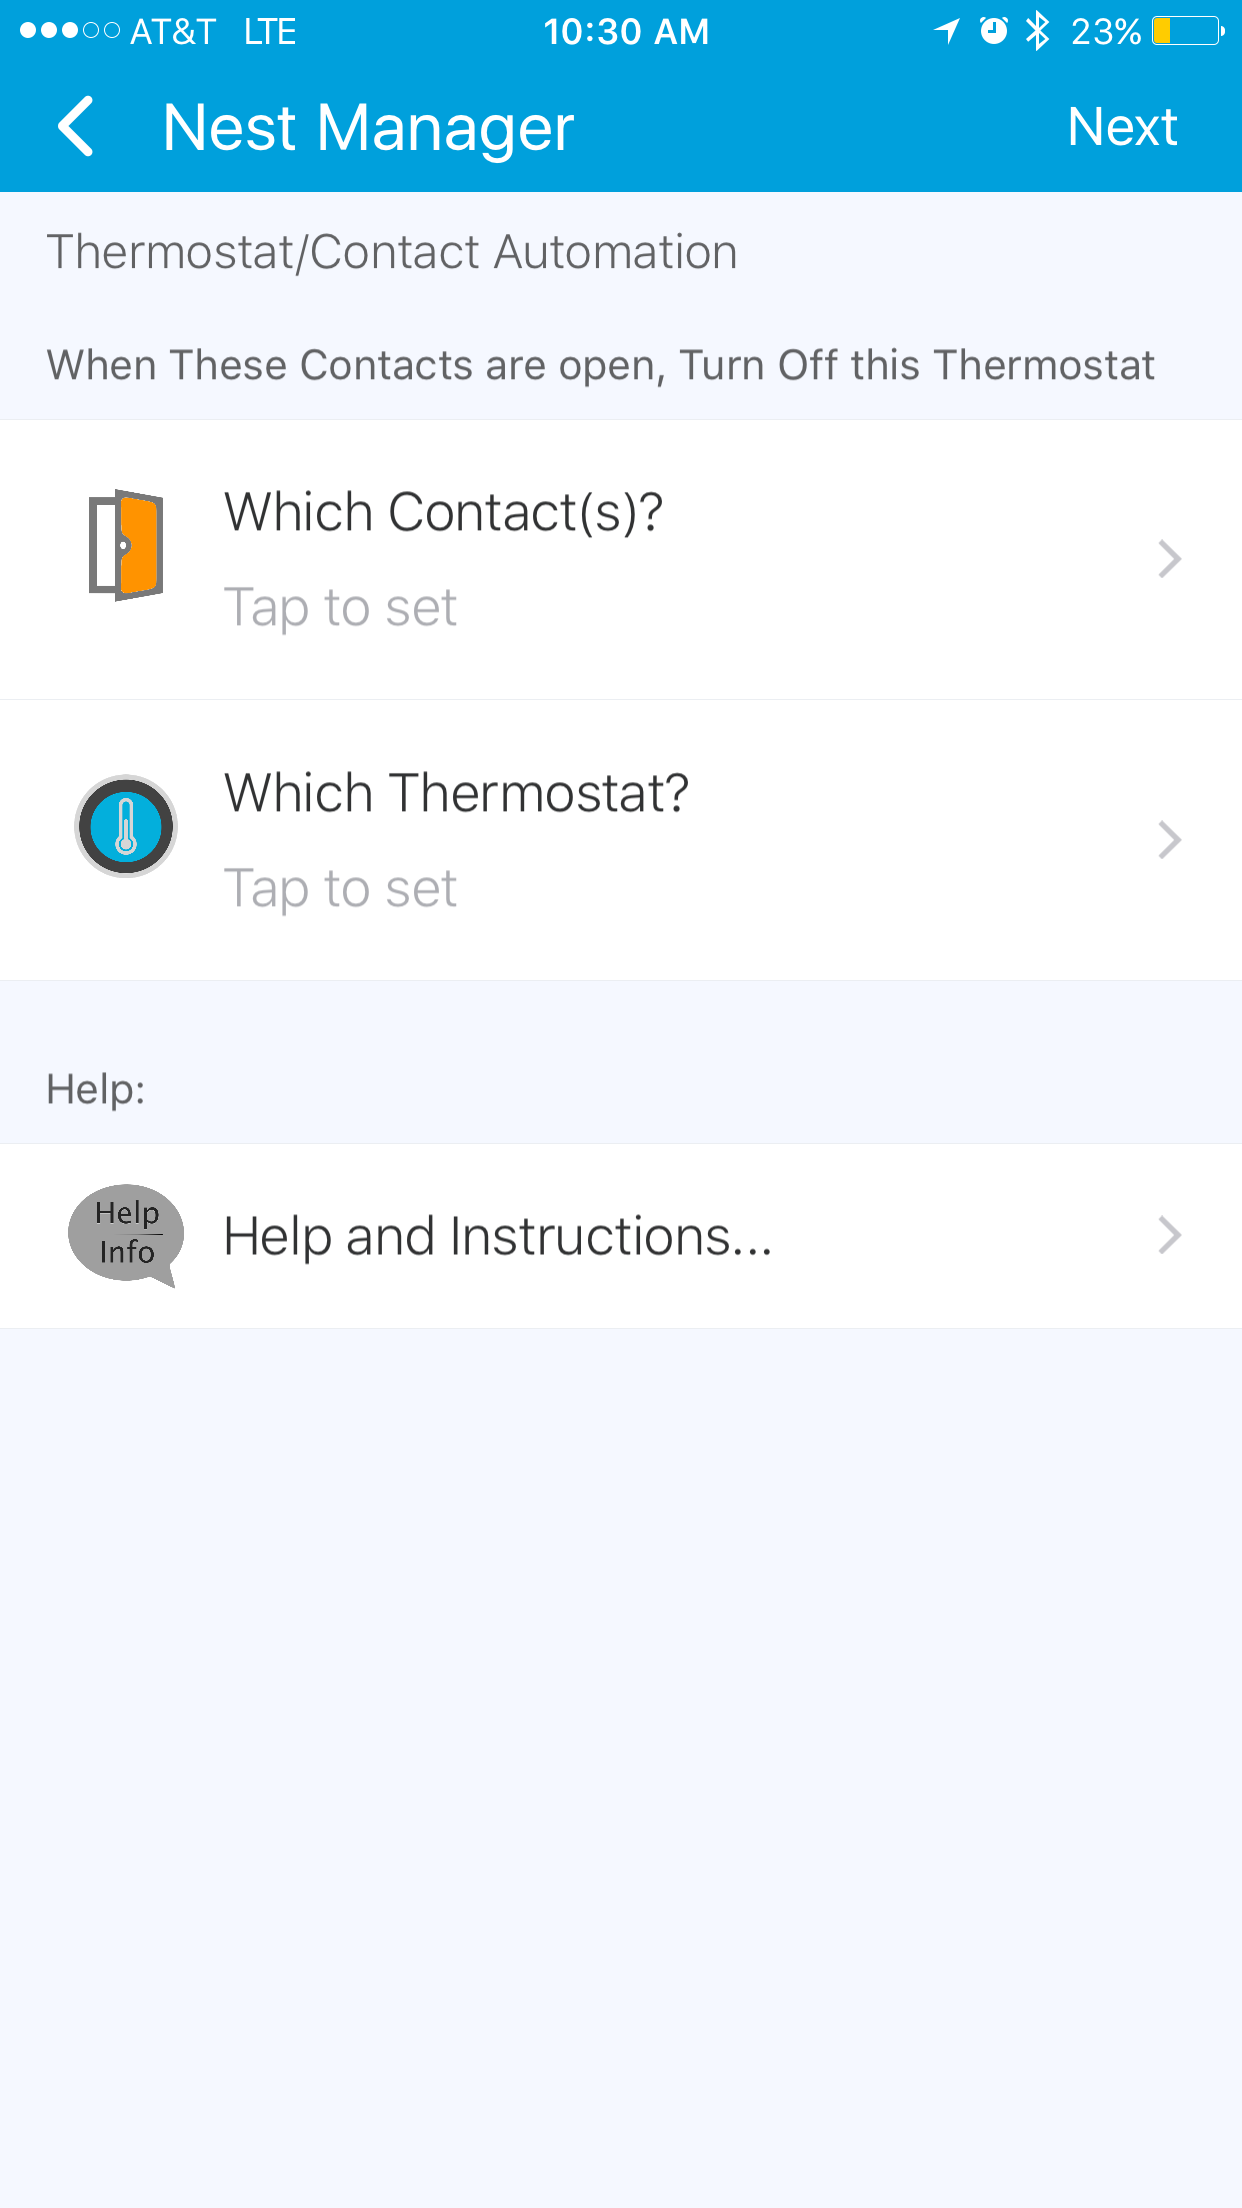 AT&T LTE 10:30 AM 23%
Nest Manager Next
Thermostat/Contact Automation
When These Contacts are open, Turn Off this Thermostat
Which Contact(s)?
Tap to set
Which Thermostat?
Tap to set
Help:
Help
Info
Help and Instructions...